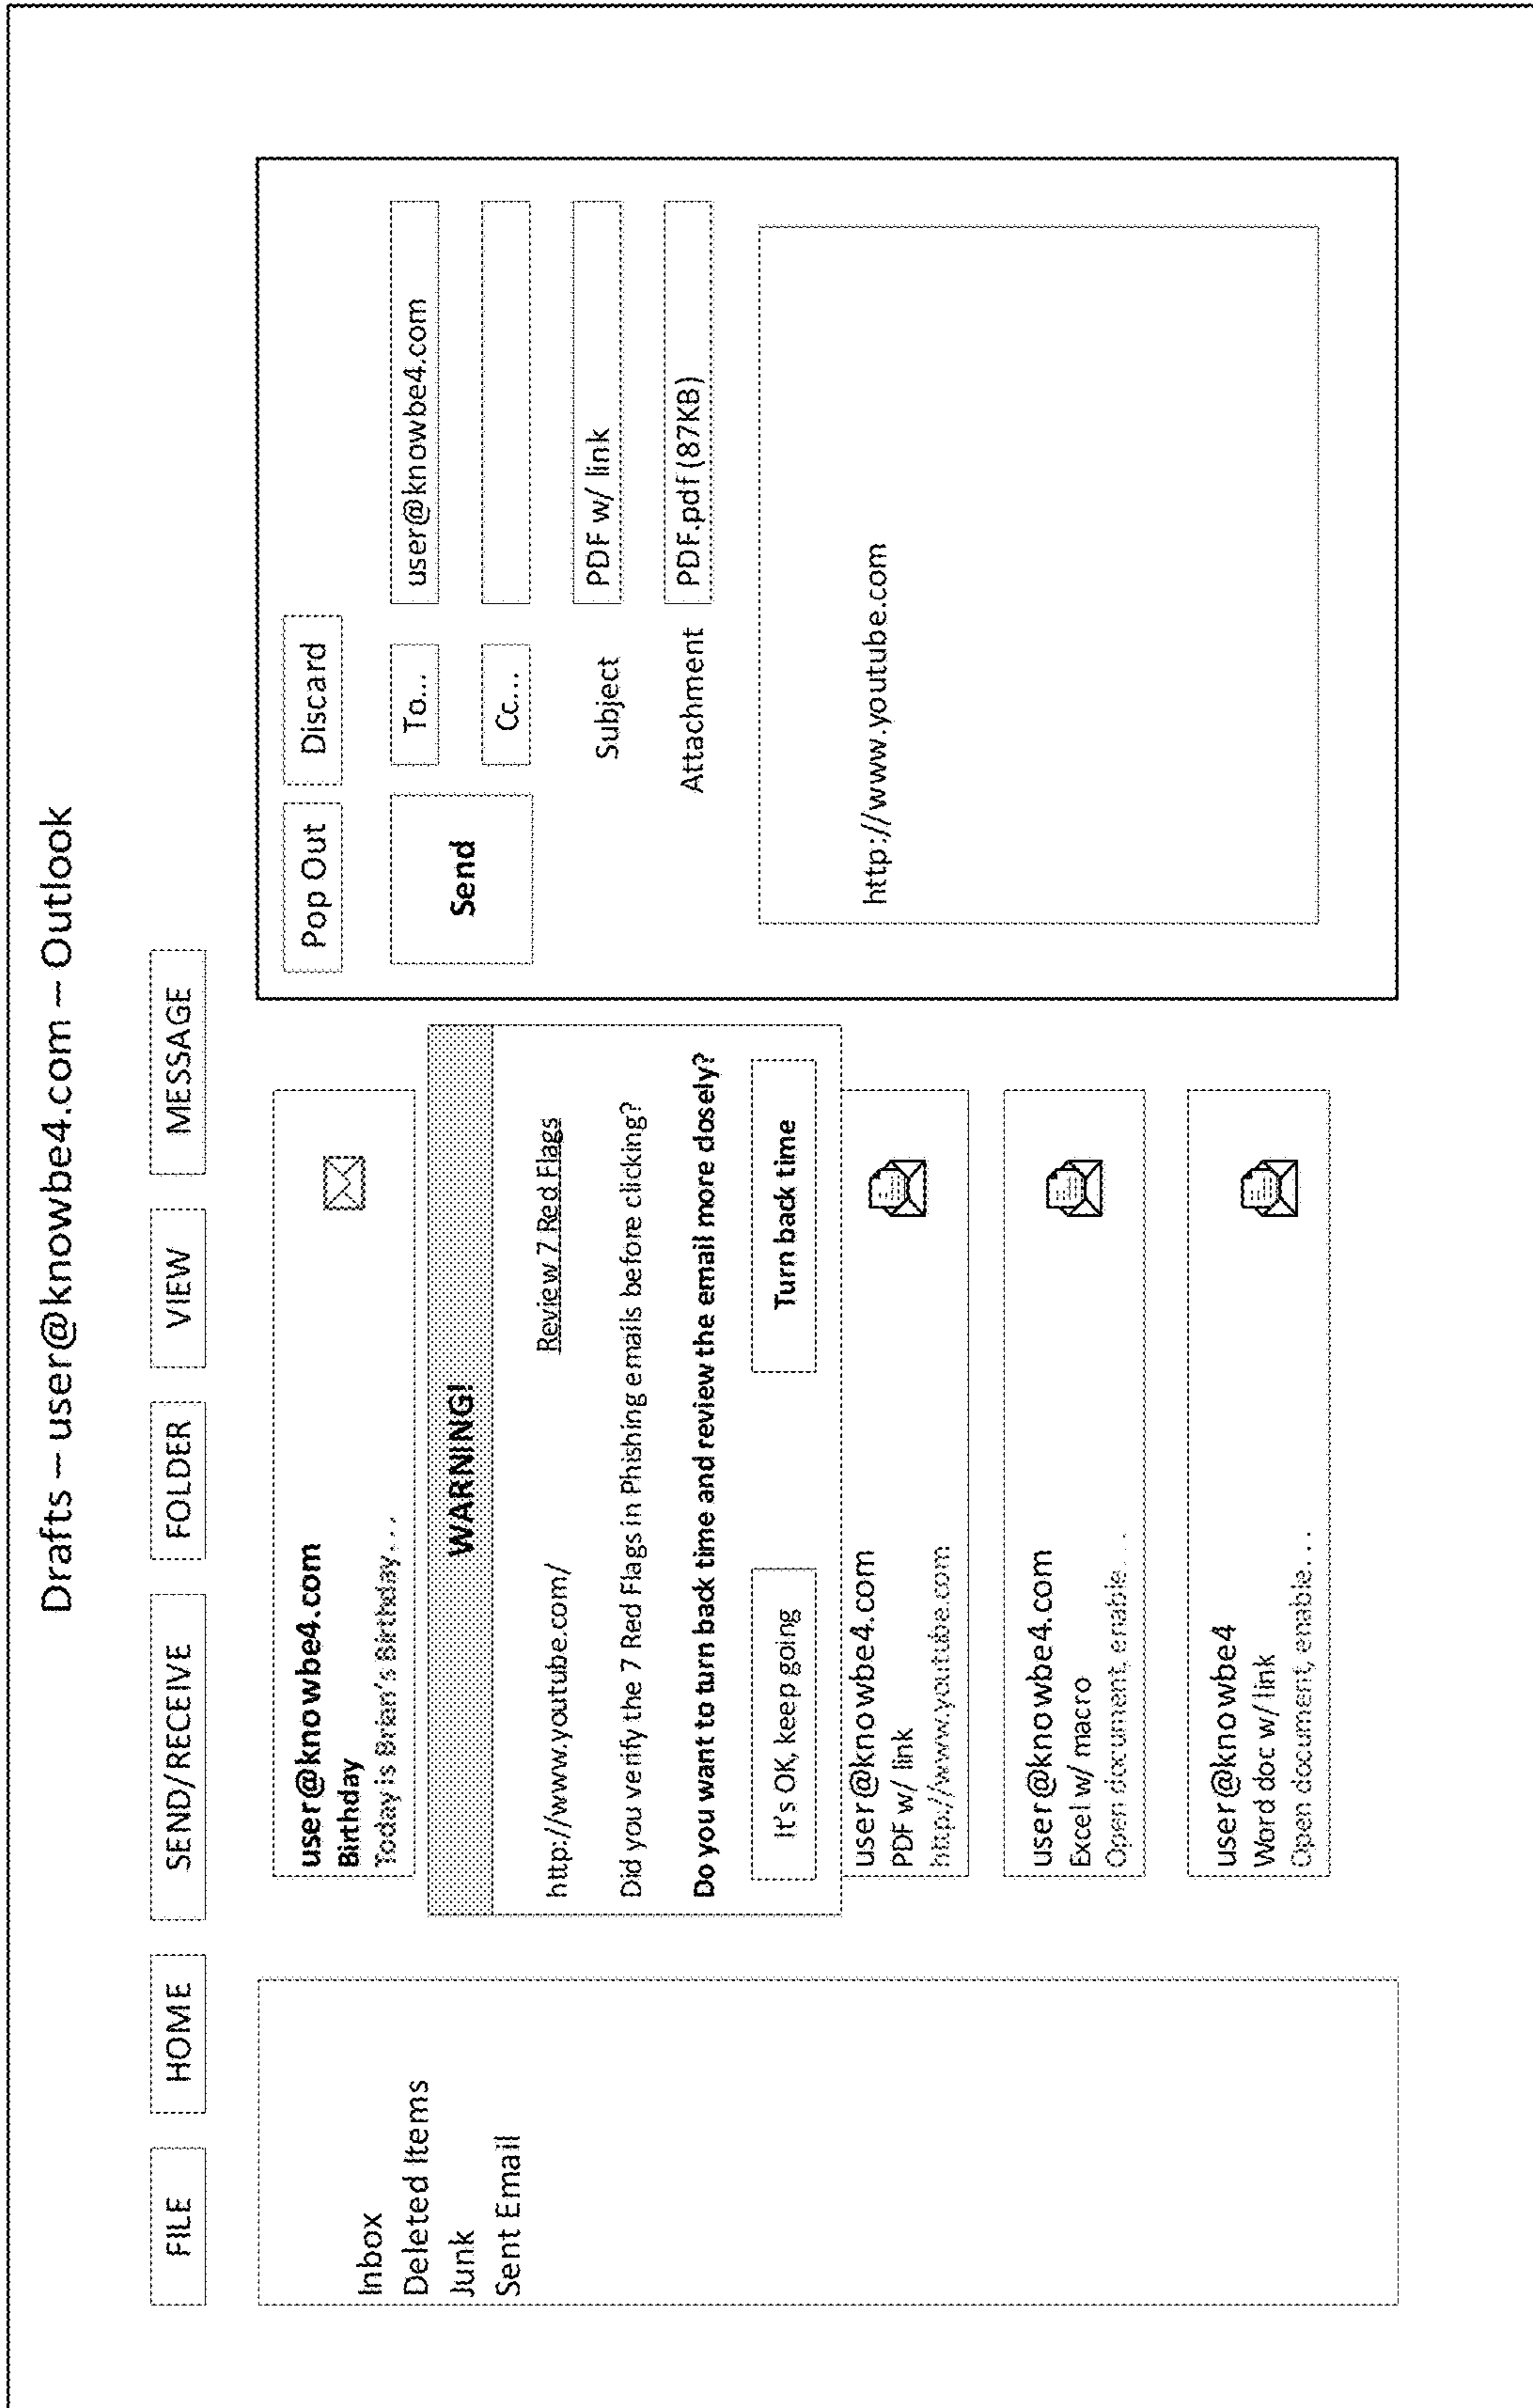 Drafts – user@knowbe4.com – Outlook
FILE
HOME
SEND/RECEIVE
FOLDER
VIEW
MESSAGE
Inbox
Deleted Items
Junk
Sent Email
user@knowbe4.com
Birthday
Today is Brian's Birthday...
WARNING!
http://www.youtube.com/
Review 7 Red Flags
Did you verify the 7 Red Flags in Phishing emails before clicking?
Do you want to turn back time and review the email more closely?
It's OK, keep going
Turn back time
user@knowbe4.com
PDF w/ link
http://www.youtube.com
user@knowbe4.com
Excel w/ macro
Open document, enable...
user@knowbe4
Word doc w/ link
Open document, enable...
Pop Out
Discard
Send
To...
user@knowbe4.com
Cc...
Subject
PDF w/ link
Attachment
PDF.pdf (87KB)
http://www.youtube.com